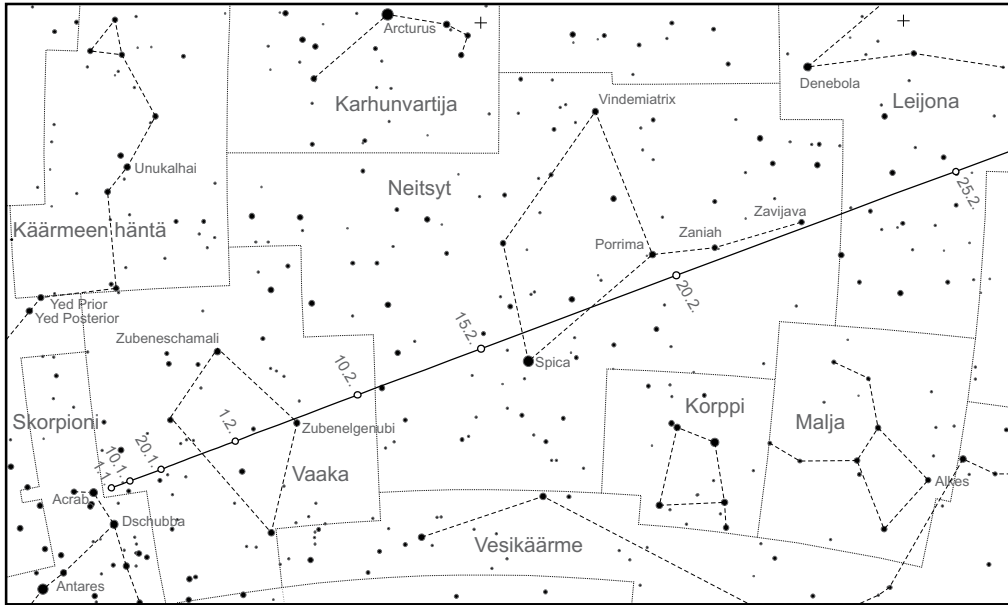 Arcturus
Denebola
Karhunvartija
Vindemiatrix
Leijona
Unukalhai
Neitsyt
25.2.
Käärmeen häntä
Zavijava
Zaniah
Porrima
20.2.
Yed Prior
Yed Posterior
Zubeneschamali
15.2.
Spica
10.2.
Korppi
Skorpioni
Zubenelgenubi
Malja
1.2.
20.1.
10.1
1.1.
Vaaka
Alkes
Acrab
Dschubba
Vesikäärme
Antares